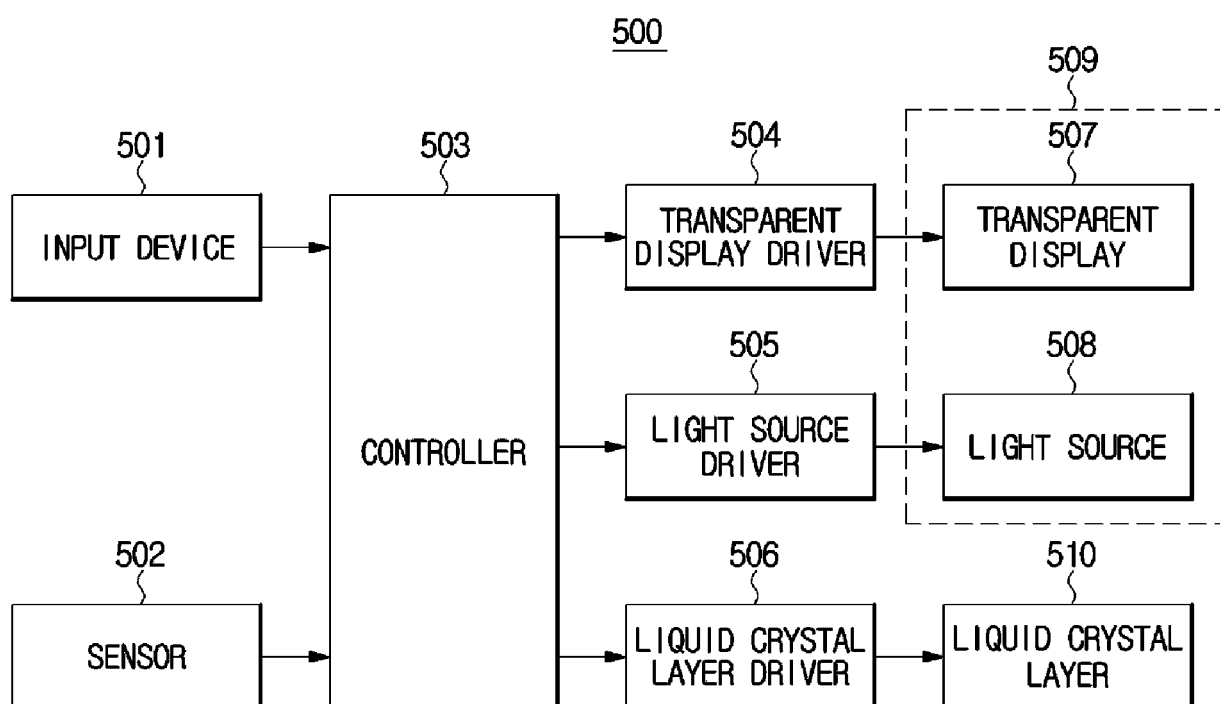 500
509
501
503
504
507
INPUT DEVICE
TRANSPARENT
DISPLAY DRIVER
TRANSPARENT
DISPLAY
505
508
CONTROLLER
LIGHT SOURCE
DRIVER
LIGHT SOURCE
502
506
510
SENSOR
LIQUID CRYSTAL
LAYER DRIVER
LIQUID CRYSTAL
LAYER